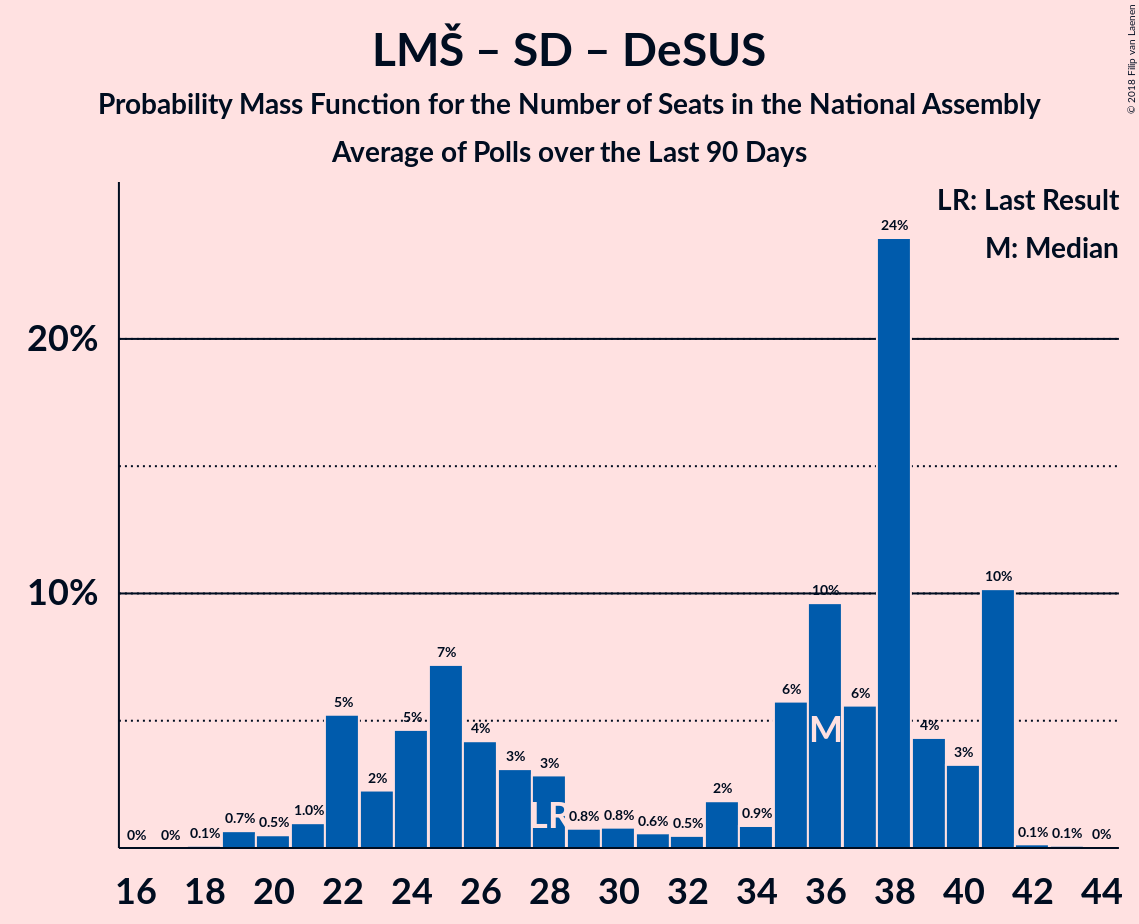 LMŠ – SD – DeSUS
Probability Mass Function for the Number of Seats in the National Assembly
Average of Polls over the Last 90 Days
© 2018 Filip van Laenen
LR: Last Result
M: Median
20%
10%
0% 0% 0.1% 0.7% 0.5% 1.0% 5% 2% 5% 7% 4% 3% 3% 0.8% 0.8% 0.6% 0.5% 2% 0.9% 6% 10% 6% 24% 4% 3% 10% 0.1% 0.1% 0%
LR M
16 18 20 22 24 26 28 30 32 34 36 38 40 42 44